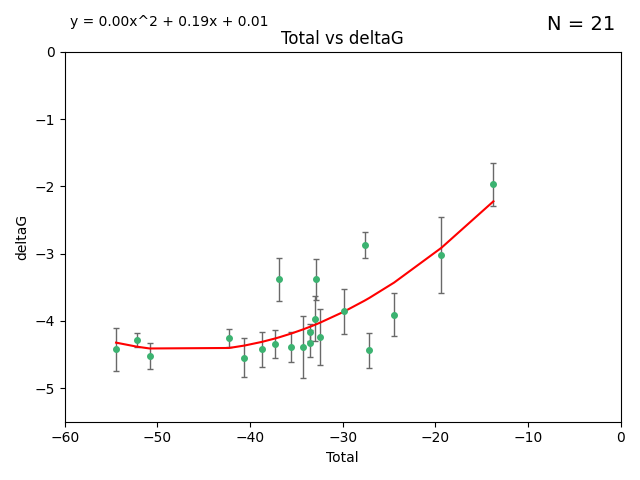 y = 0.00x^2 + 0.19x + 0.01
N = 21
Total vs deltaG
0
−1
−2
−3
−4
−5
deltaG
−60 −50 −40 −30 −20 −10 0
Total